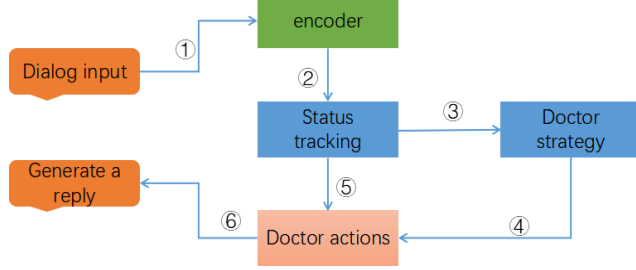 encoder
①
Dialog input
②
Status
tracking
③
Doctor
strategy
Generate a
reply
⑤
⑥
Doctor actions
④